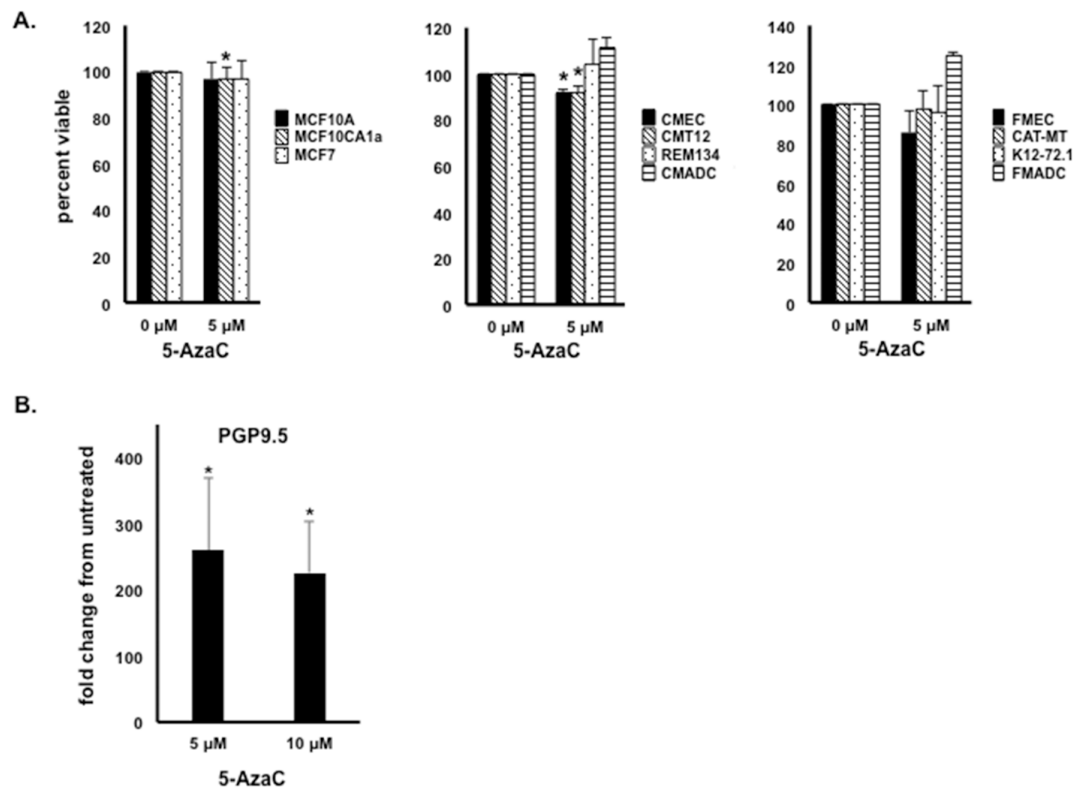 A.
percent viable
120
100
80
60
40
20
0
*
0 µM 5 µM
5-AzaC
MCF10A
MCF10CA1a
MCF7
120
100
80
60
40
20
0
* *
0 µM 5 µM
5-AzaC
CMEC
CMT12
REM134
CMADC
140
120
100
80
60
40
20
0
0 µM 5 µM
5-AzaC
FMEC
CAT-MT
K12-72.1
FMADC
B.
PGP9.5
fold change from untreated
400
300
200
100
0
*
*
5 µM 10 µM
5-AzaC